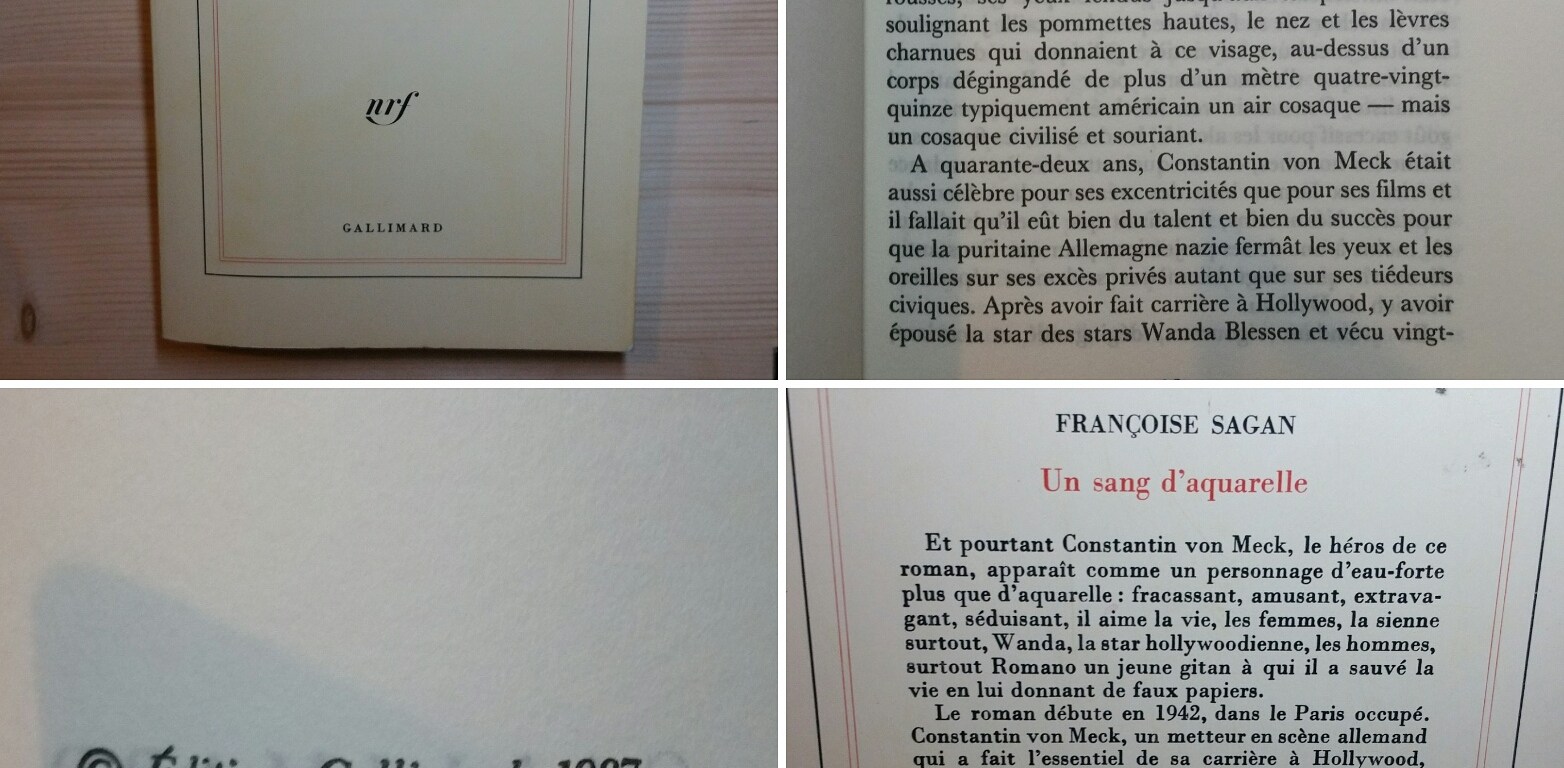 nrf
GALLIMARD
soulignant les pommettes hautes, le nez et les lèvres
charnues qui donnaient à ce visage, au-dessus d'un
corps dégingandé de plus d'un mètre quatre-vingt-
quinze typiquement américain un air cosaque — mais
un cosaque civilisé et souriant.
A quarante-deux ans, Constantin von Meck était
aussi célèbre pour ses excentricités que pour ses films et
il fallait qu'il eût bien du talent et bien du succès pour
que la puritaine Allemagne nazie fermât les yeux et les
oreilles sur ses excès privés autant que sur ses tiédeurs
civiques. Après avoir fait carrière à Hollywood, y avoir
épousé la star des stars Wanda Blessen et vécu vingt-
©
FRANÇOISE SAGAN
Un sang d'aquarelle
Et pourtant Constantin von Meck, le héros de ce
roman, apparaît comme un personnage d'eau-forte
plus que d'aquarelle : fracassant, amusant, extrava-
gant, séduisant, il aime la vie, les femmes, la sienne
surtout, Wanda, la star hollywoodienne, les hommes,
surtout Romano un jeune gitan à qui il a sauvé la
vie en lui donnant de faux papiers.
Le roman débute en 1942, dans le Paris occupé.
Constantin von Meck, un metteur en scène allemand
qui a fait l'essentiel de sa carrière à Hollywood,